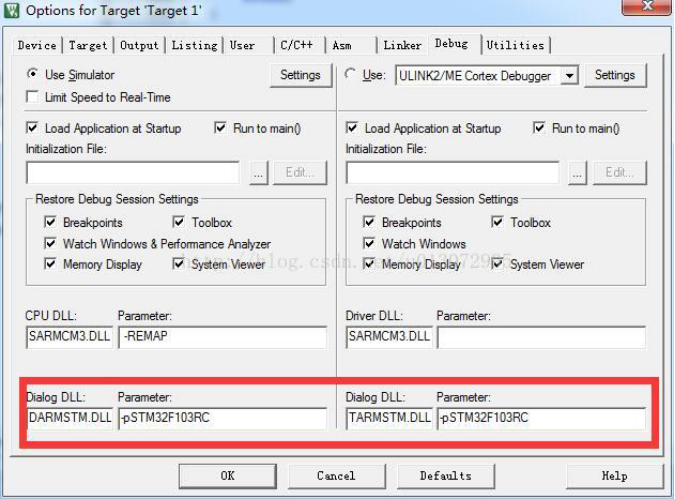 Options for Target 'Target 1'
Device Target Output Listing User C/C++ Asm Linker Debug Utilities
Use Simulator Settings
Limit Speed to Real-Time
Use: ULINK2/ME Cortex Debugger Settings
Load Application at Startup Run to main()
Initialization File:
... Edit...
Load Application at Startup Run to main()
Initialization File:
... Edit...
Restore Debug Session Settings
Breakpoints Toolbox
Watch Windows & Performance Analyzer
Memory Display System Viewer
Restore Debug Session Settings
Breakpoints Toolbox
Watch Windows
Memory Display System Viewer
CPU DLL: Parameter:
SARMCM3.DLL -REMAP
Driver DLL: Parameter:
SARMCM3.DLL
Dialog DLL: Parameter:
DARMSTM.DLL -pSTM32F103RC
Dialog DLL: Parameter:
TARMSTM.DLL -pSTM32F103RC
OK Cancel Defaults Help